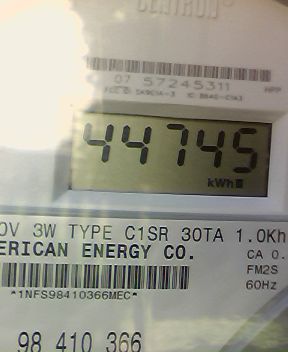 CENTRON®
07 57245311
44745
kWh
0V 3W TYPE C1SR 30TA 1.0Kh
ERICAN ENERGY CO.
CA 0.
FM2S
60Hz
*1NFS98410366MEC*
98 410 366